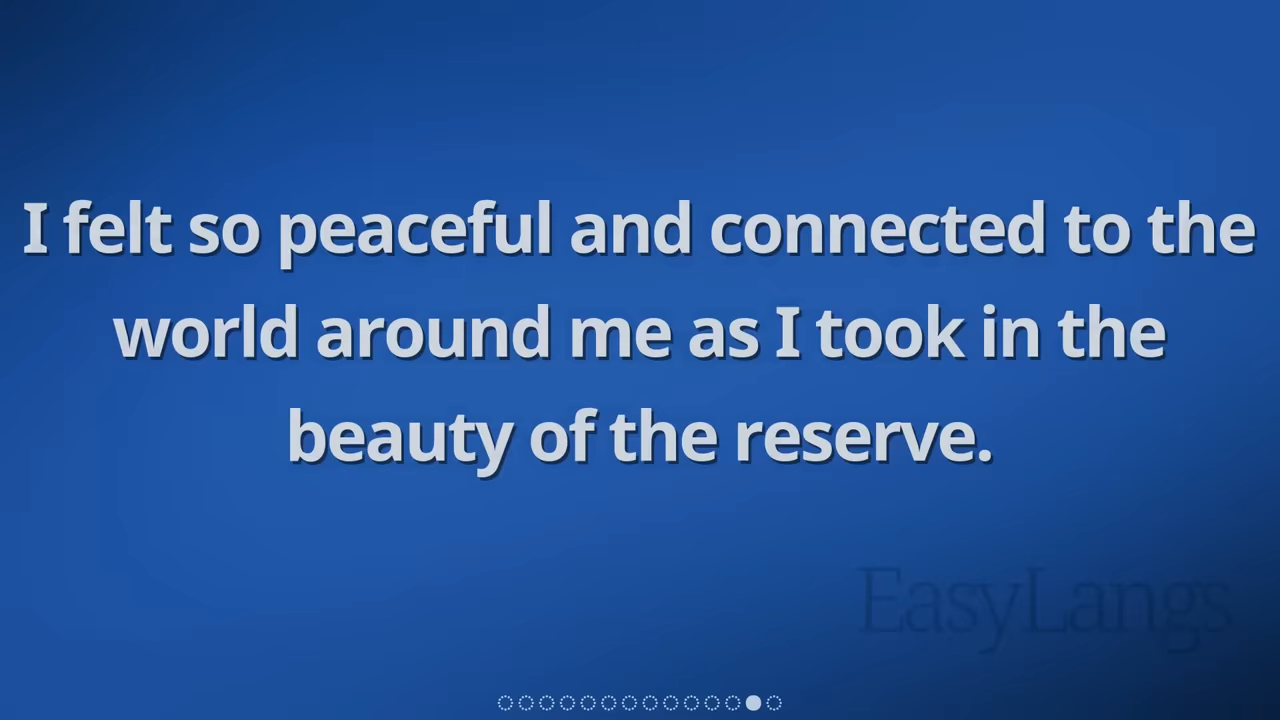 I felt so peaceful and connected to the
world around me as I took in the
beauty of the reserve.
EasyLangs